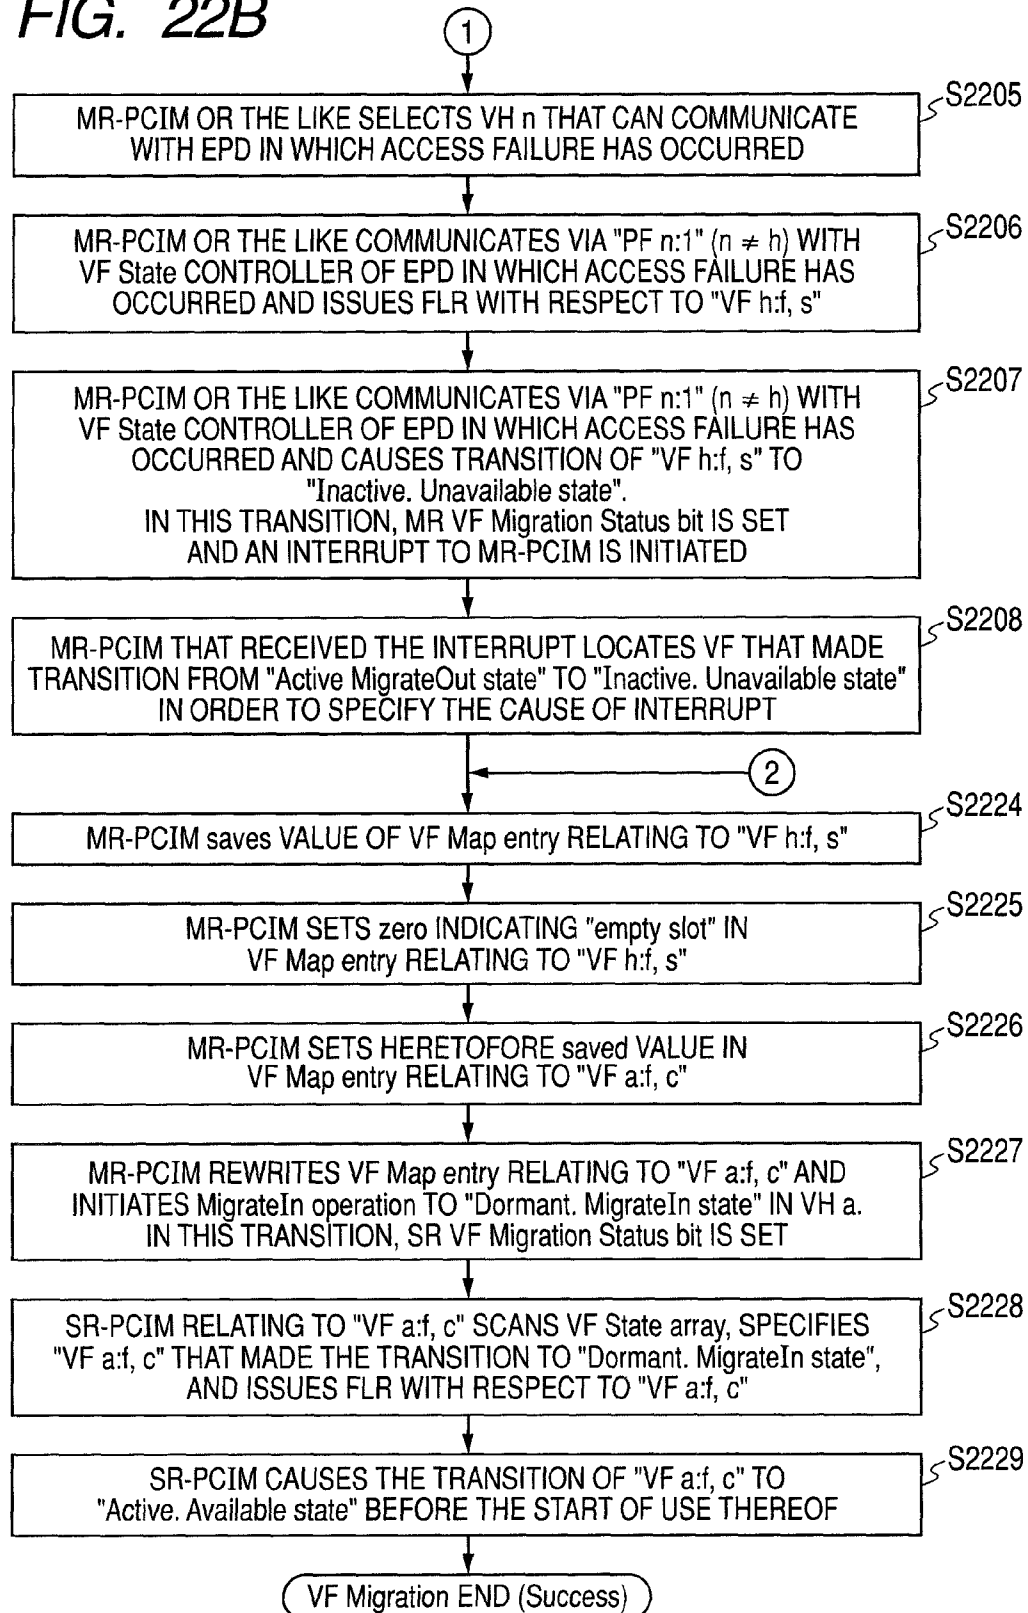 FIG. 22B
1
S2205
MR-PCIM OR THE LIKE SELECTS VH n THAT CAN COMMUNICATE
WITH EPD IN WHICH ACCESS FAILURE HAS OCCURRED
S2206
MR-PCIM OR THE LIKE COMMUNICATES VIA "PF n:1" (n ≠ h) WITH
VF State CONTROLLER OF EPD IN WHICH ACCESS FAILURE HAS
OCCURRED AND ISSUES FLR WITH RESPECT TO "VF h:f, s"
S2207
MR-PCIM OR THE LIKE COMMUNICATES VIA "PF n:1" (n ≠ h) WITH
VF State CONTROLLER OF EPD IN WHICH ACCESS FAILURE HAS
OCCURRED AND CAUSES TRANSITION OF "VF h:f, s" TO
"Inactive. Unavailable state".
IN THIS TRANSITION, MR VF Migration Status bit IS SET
AND AN INTERRUPT TO MR-PCIM IS INITIATED
S2208
MR-PCIM THAT RECEIVED THE INTERRUPT LOCATES VF THAT MADE
TRANSITION FROM "Active MigrateOut state" TO "Inactive. Unavailable state"
IN ORDER TO SPECIFY THE CAUSE OF INTERRUPT
2
S2224
MR-PCIM saves VALUE OF VF Map entry RELATING TO "VF h:f, s"
S2225
MR-PCIM SETS zero INDICATING "empty slot" IN
VF Map entry RELATING TO "VF h:f, s"
S2226
MR-PCIM SETS HERETOFORE saved VALUE IN
VF Map entry RELATING TO "VF a:f, c"
S2227
MR-PCIM REWRITES VF Map entry RELATING TO "VF a:f, c" AND
INITIATES MigrateIn operation TO "Dormant. MigrateIn state" IN VH a.
IN THIS TRANSITION, SR VF Migration Status bit IS SET
S2228
SR-PCIM RELATING TO "VF a:f, c" SCANS VF State array, SPECIFIES
"VF a:f, c" THAT MADE THE TRANSITION TO "Dormant. MigrateIn state",
AND ISSUES FLR WITH RESPECT TO "VF a:f, c"
S2229
SR-PCIM CAUSES THE TRANSITION OF "VF a:f, c" TO
"Active. Available state" BEFORE THE START OF USE THEREOF
VF Migration END (Success)